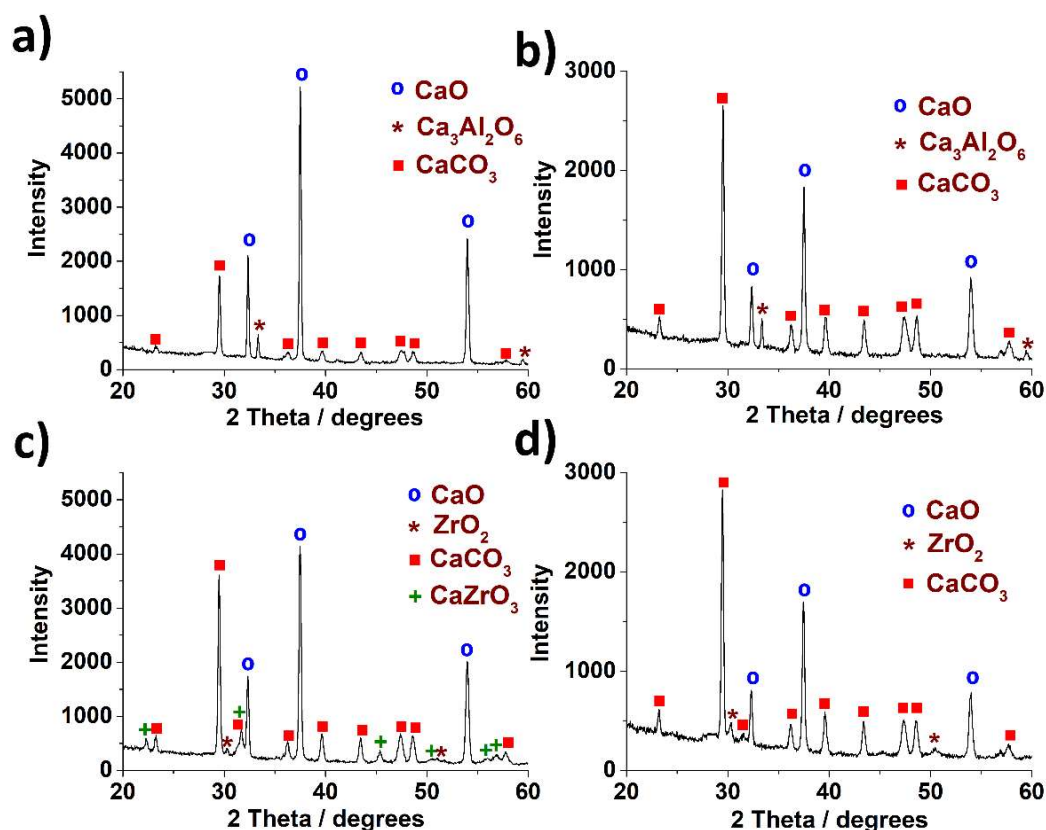 a)
5000
4000
3000
2000
1000
0
Intensity
20 30 40 50 60
2 Theta / degrees
o CaO
* Ca₃Al₂O₆
■ CaCO₃
b)
3000
2000
1000
0
Intensity
20 30 40 50 60
2 Theta / degrees
o CaO
* Ca₃Al₂O₆
■ CaCO₃
c)
5000
4000
3000
2000
1000
0
Intensity
20 30 40 50 60
2 Theta / degrees
o CaO
* ZrO₂
■ CaCO₃
+ CaZrO₃
d)
3000
2000
1000
0
Intensity
20 30 40 50 60
2 Theta / degrees
o CaO
* ZrO₂
■ CaCO₃